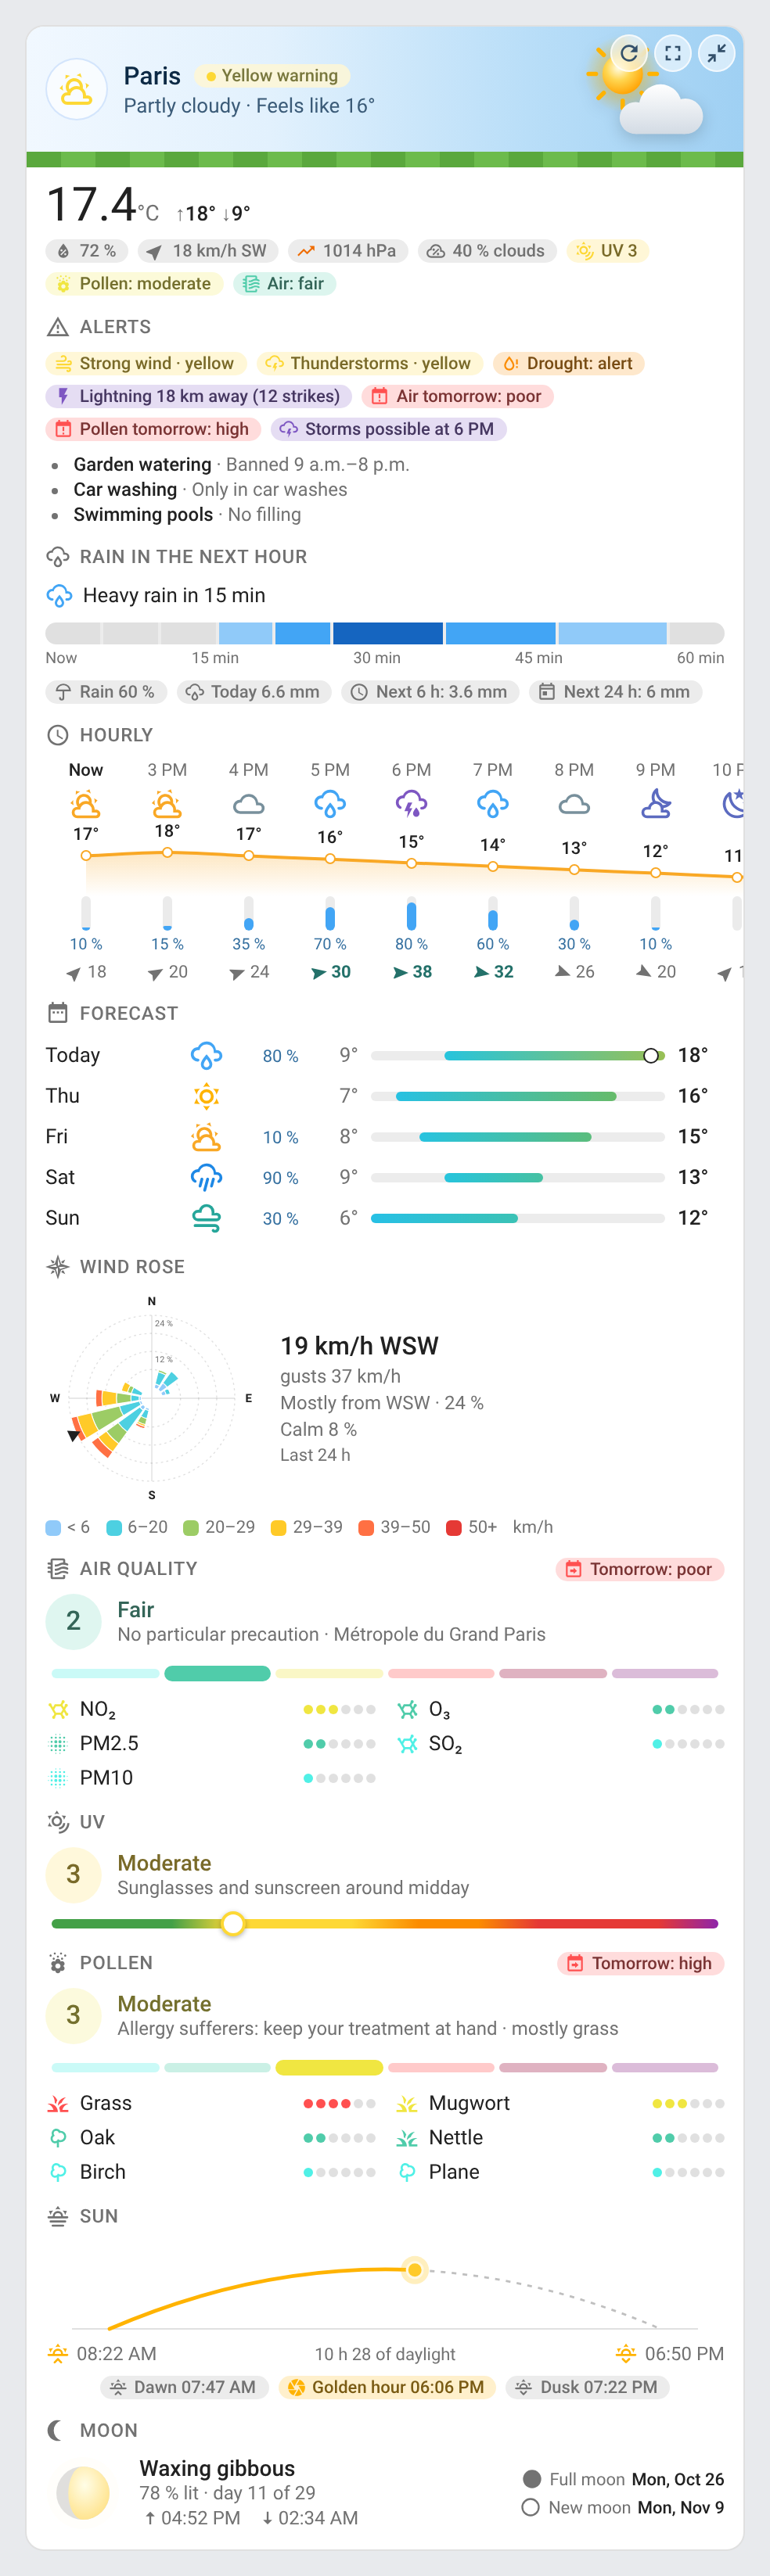 Paris Yellow warning
Partly cloudy · Feels like 16°
17.4°C ↑18° ↓9°
72 % 18 km/h SW 1014 hPa 40 % clouds UV 3
Pollen: moderate Air: fair
ALERTS
Strong wind · yellow Thunderstorms · yellow Drought: alert
Lightning 18 km away (12 strikes) Air tomorrow: poor
Pollen tomorrow: high Storms possible at 6 PM
• Garden watering · Banned 9 a.m.–8 p.m.
• Car washing · Only in car washes
• Swimming pools · No filling
RAIN IN THE NEXT HOUR
Heavy rain in 15 min
Now 15 min 30 min 45 min 60 min
Rain 60 % Today 6.6 mm Next 6 h: 3.6 mm Next 24 h: 6 mm
HOURLY
Now 3 PM 4 PM 5 PM 6 PM 7 PM 8 PM 9 PM 10
17° 18° 17° 16° 15° 14° 13° 12° 11
10 % 15 % 35 % 70 % 80 % 60 % 30 % 10 %
18 20 24 30 38 32 26 20
FORECAST
Today 80 % 9° 18°
Thu 7° 16°
Fri 10 % 8° 15°
Sat 90 % 9° 13°
Sun 30 % 6° 12°
WIND ROSE
N
24 %
12 %
W E
S
19 km/h WSW
gusts 37 km/h
Mostly from WSW · 24 %
Calm 8 %
Last 24 h
< 6 6–20 20–29 29–39 39–50 50+ km/h
AIR QUALITY Tomorrow: poor
2 Fair
No particular precaution · Métropole du Grand Paris
NO₂ O₃
PM2.5 SO₂
PM10
UV
3 Moderate
Sunglasses and sunscreen around midday
POLLEN Tomorrow: high
3 Moderate
Allergy sufferers: keep your treatment at hand · mostly grass
Grass Mugwort
Oak Nettle
Birch Plane
SUN
08:22 AM 10 h 28 of daylight 06:50 PM
Dawn 07:47 AM Golden hour 06:06 PM Dusk 07:22 PM
MOON
Waxing gibbous
78 % lit · day 11 of 29
↑ 04:52 PM ↓ 02:34 AM
Full moon Mon, Oct 26
New moon Mon, Nov 9